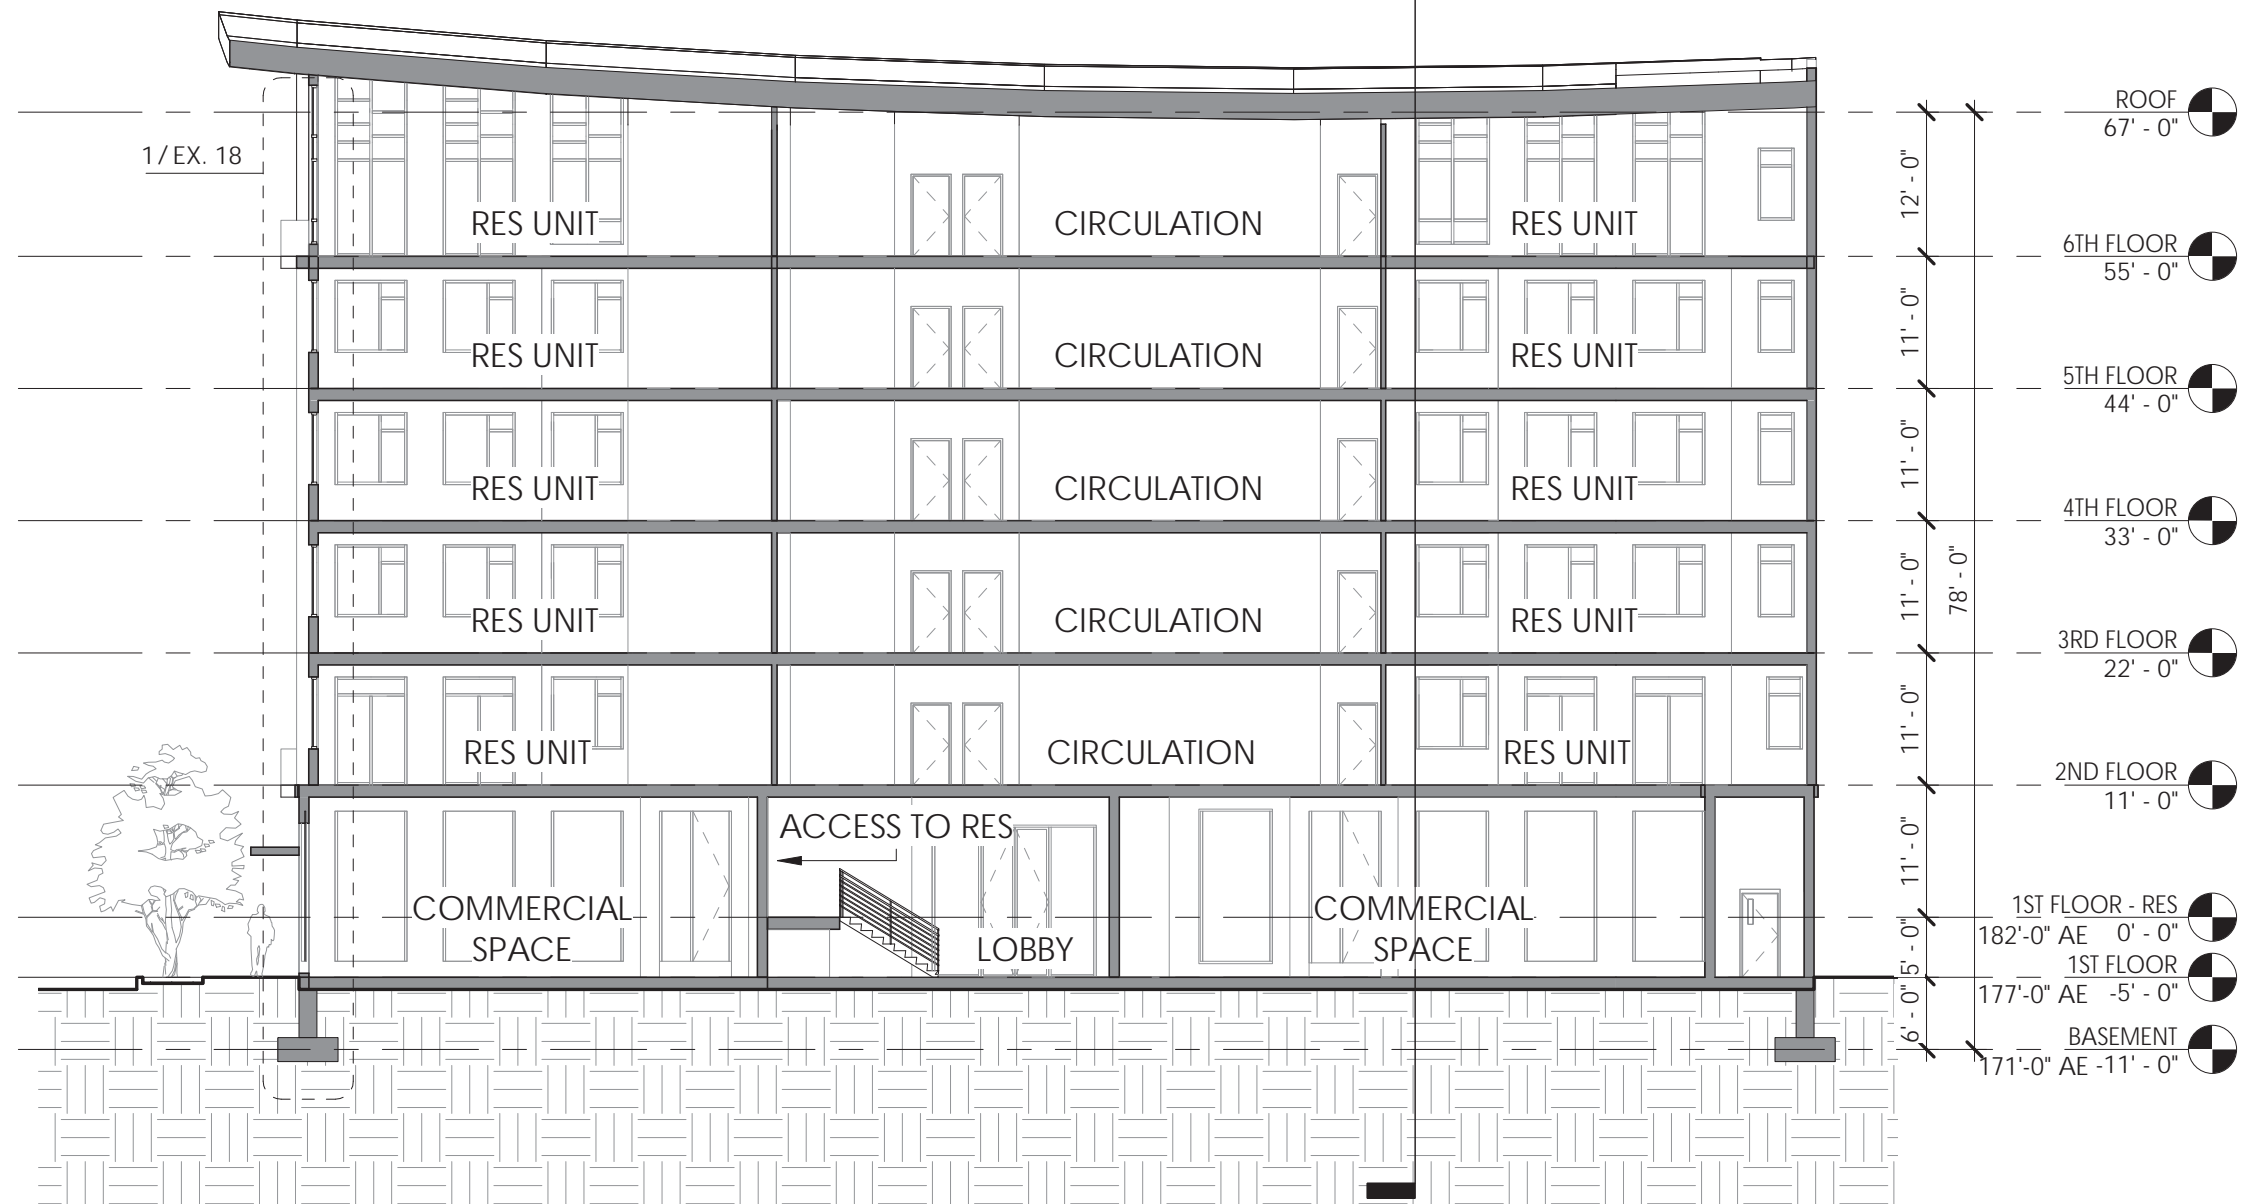 ROOF
67' - 0"
1 / EX. 18
12' - 0"
RES UNIT
CIRCULATION
RES UNIT
6TH FLOOR
55' - 0"
11' - 0"
RES UNIT
CIRCULATION
RES UNIT
5TH FLOOR
44' - 0"
11' - 0"
RES UNIT
CIRCULATION
RES UNIT
4TH FLOOR
33' - 0"
11' - 0"
78' - 0"
RES UNIT
CIRCULATION
RES UNIT
3RD FLOOR
22' - 0"
11' - 0"
RES UNIT
CIRCULATION
RES UNIT
2ND FLOOR
11' - 0"
11' - 0"
ACCESS TO RES
COMMERCIAL
SPACE
LOBBY
COMMERCIAL
SPACE
1ST FLOOR - RES
182'-0" AE 0' - 0"
5' - 0"
1ST FLOOR
177'-0" AE -5' - 0"
6' - 0"
BASEMENT
171'-0" AE -11' - 0"